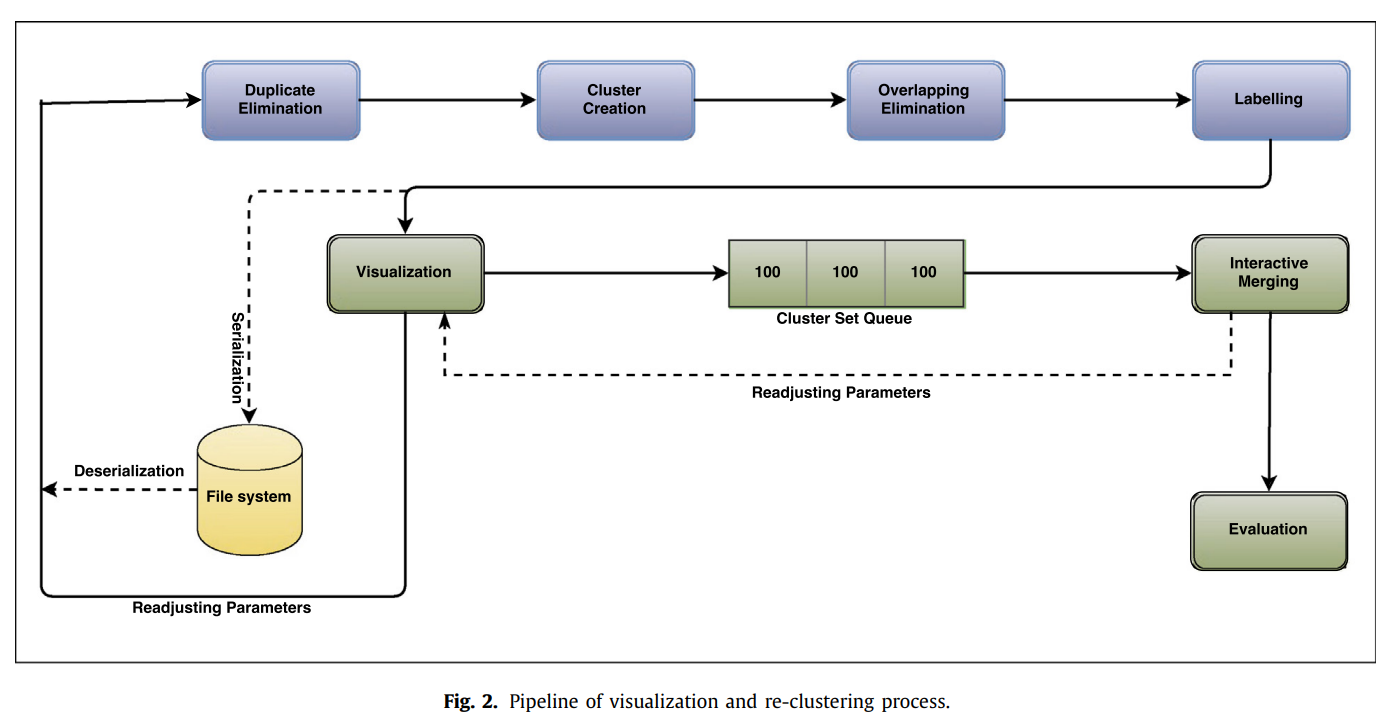 Duplicate
Elimination
Cluster
Creation
Overlapping
Elimination
Labelling
Visualization
100
100
100
Cluster Set Queue
Interactive
Merging
Serialization
Readjusting Parameters
Deserialization
File system
Evaluation
Readjusting Parameters
Fig. 2. Pipeline of visualization and re-clustering process.